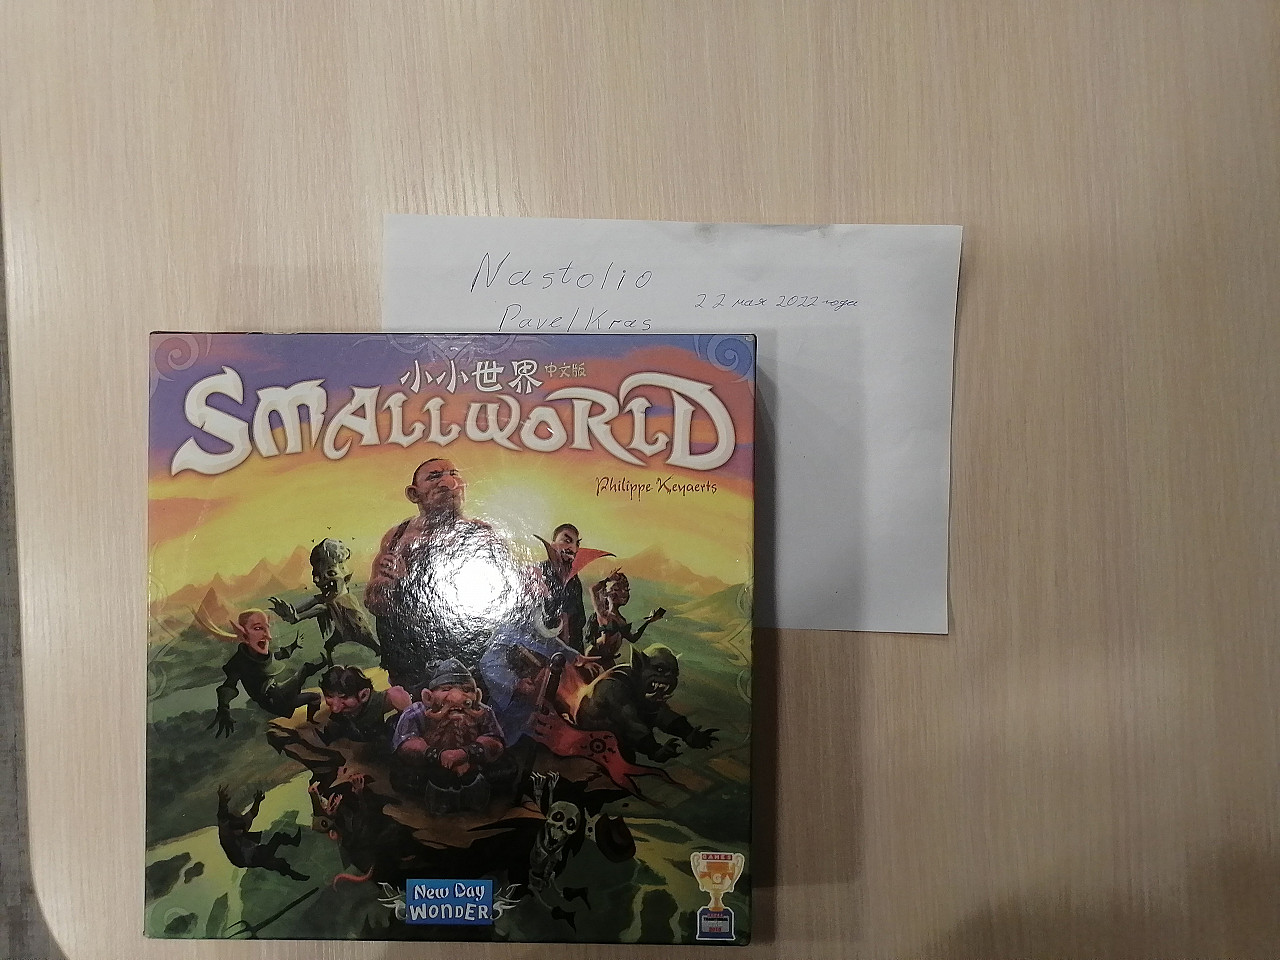 Nastolio
22 мая 2022 года
PavelKras
小小世界 中文版
SMALLWORLD
Philippe Keyaerts
NEW DAY
WONDER
GAMES